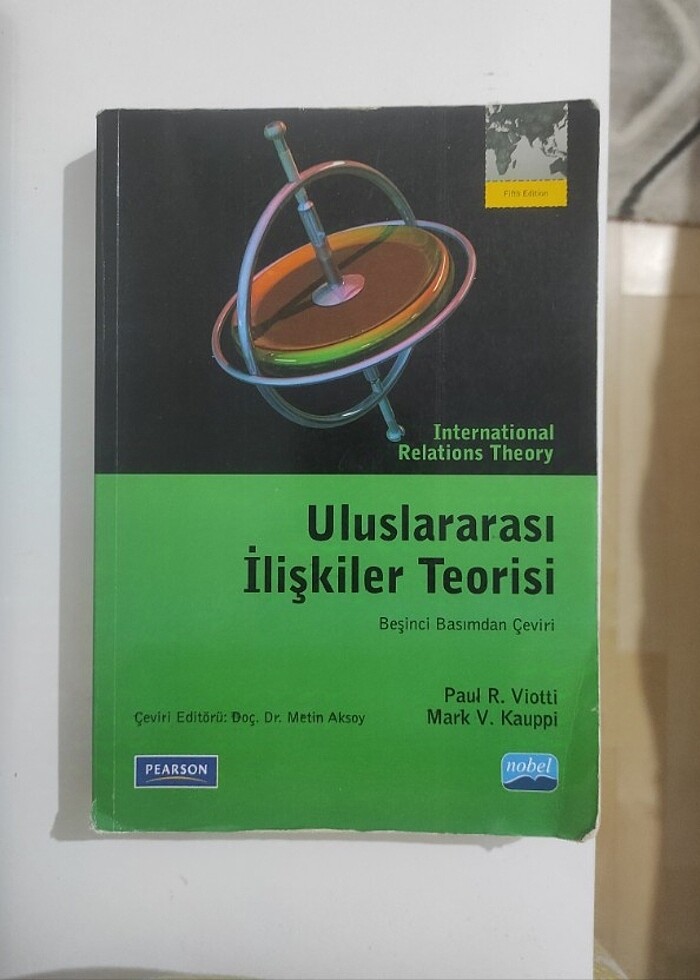 Fifth Edition
International
Relations Theory
Uluslararası
İlişkiler Teorisi
Beşinci Basımdan Çeviri
Paul R. Viotti
Mark V. Kauppi
Çeviri Editörü: Doç. Dr. Metin Aksoy
PEARSON
nobel